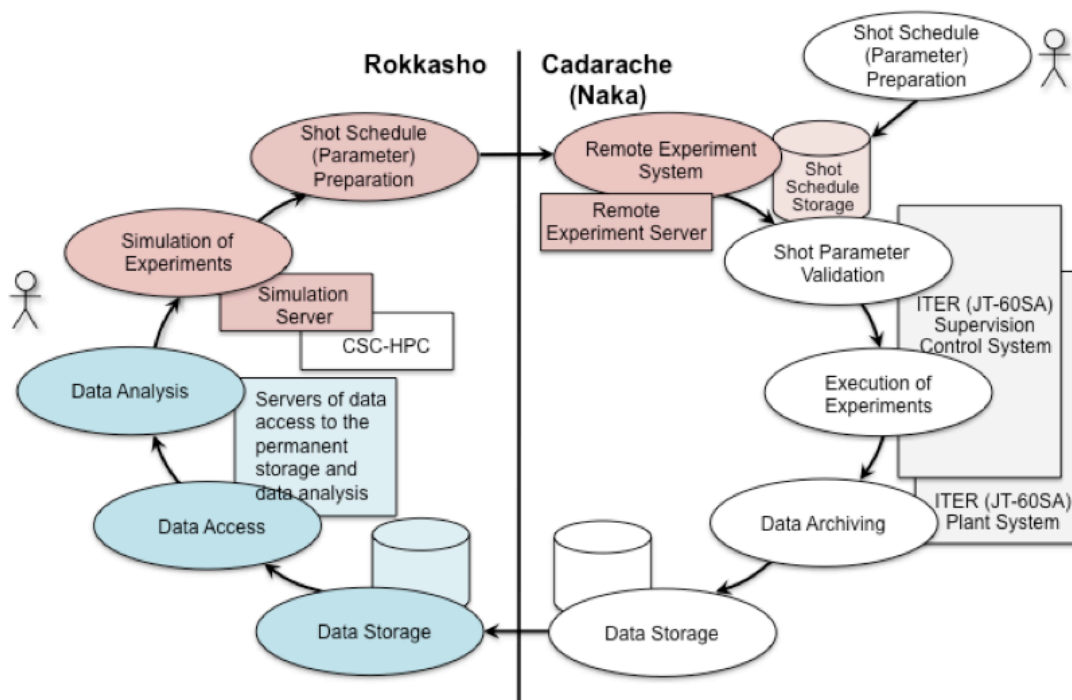 Rokkasho
Cadarache
(Naka)
Shot Schedule
(Parameter)
Preparation
Shot Schedule
(Parameter)
Preparation
Remote Experiment
System
Shot
Schedule
Storage
Remote
Experiment Server
Simulation of
Experiments
Shot Parameter
Validation
Simulation
Server
CSC-HPC
ITER (JT-60SA)
Supervision
Control System
Data Analysis
Servers of data
access to the
permanent
storage and
data analysis
Execution of
Experiments
Data Access
Data Archiving
ITER (JT-60SA)
Plant System
Data Storage
Data Storage